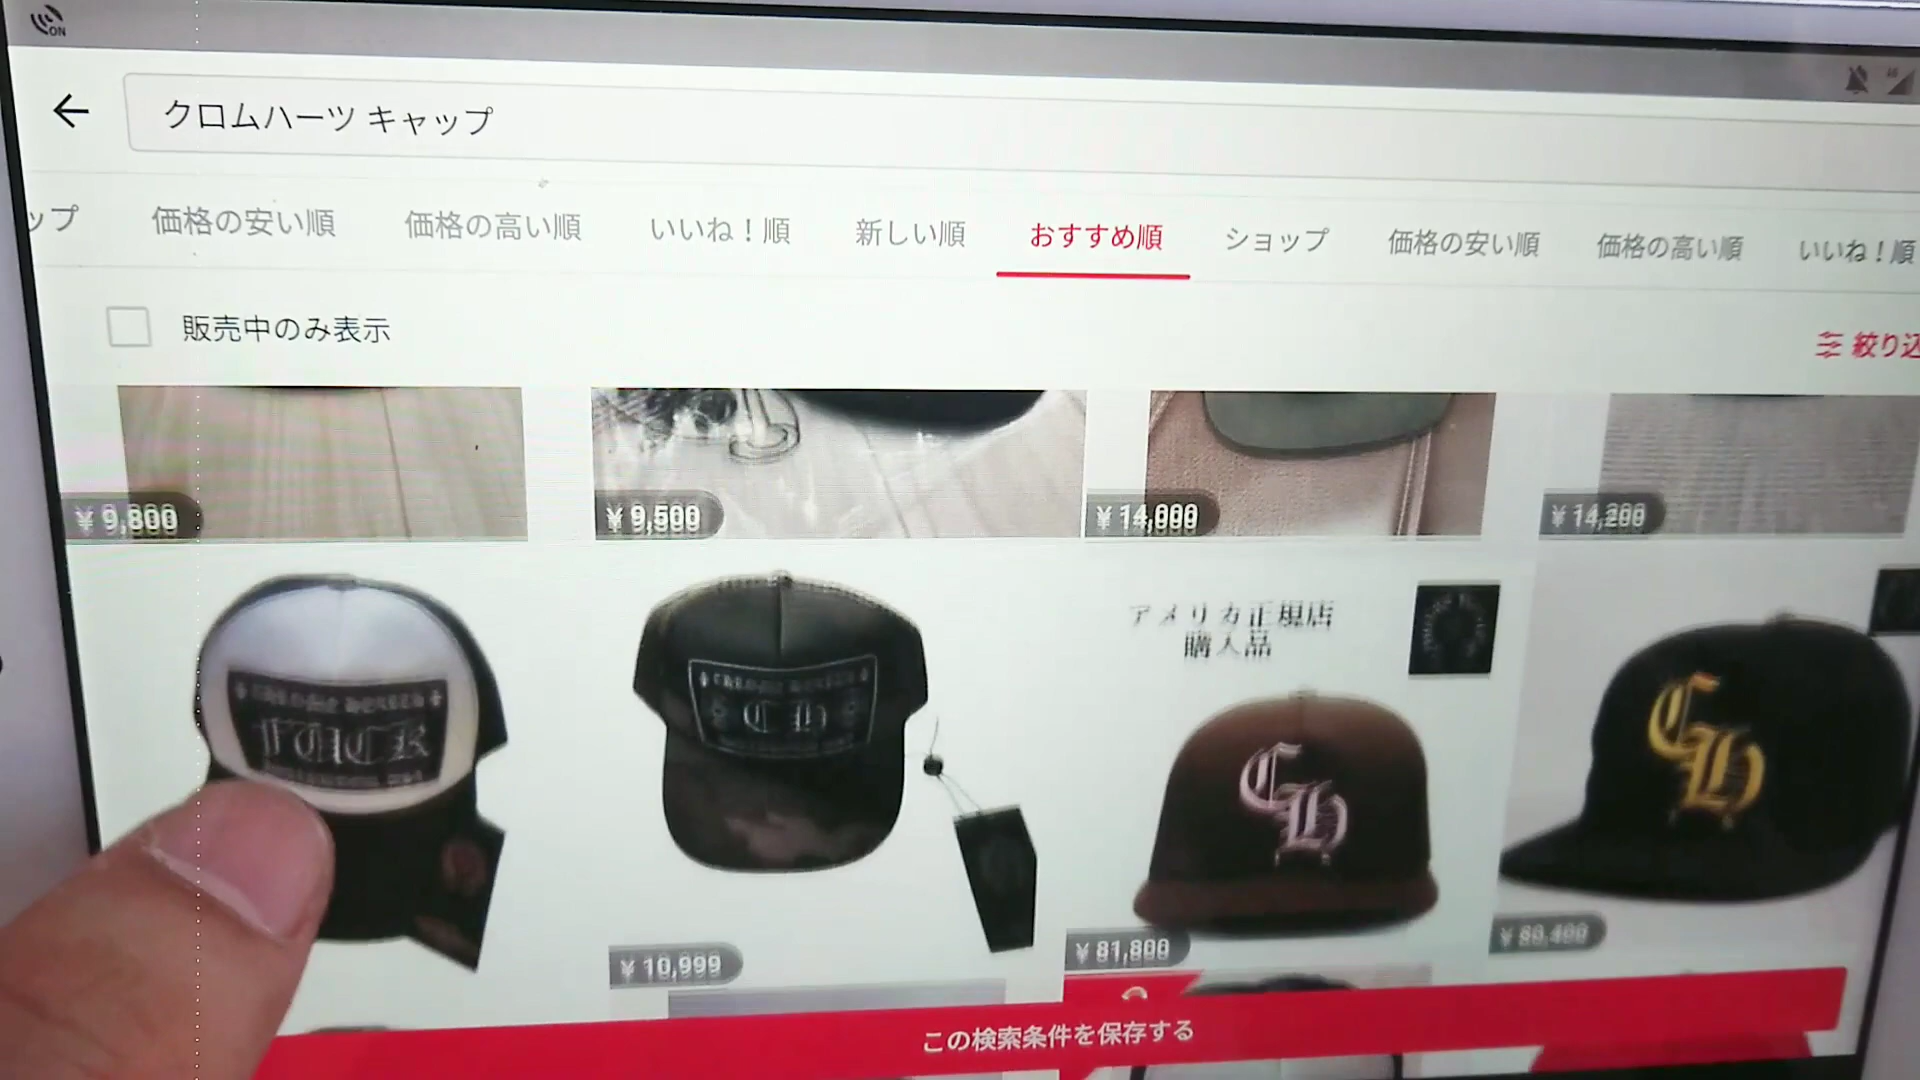 ON
クロムハーツ キャップ
ップ 価格の安い順 価格の高い順 いいね！順 新しい順 おすすめ順 ショップ 価格の安い順 価格の高い順 いいね！順
販売中のみ表示
絞り込
¥ 9,800 ¥ 9,500 ¥ 14,000 ¥ 14,200
FUCK
CH
アメリカ正規店
購入品
CH
CH
¥ 10,999 ¥ 81,800
この検索条件を保存する